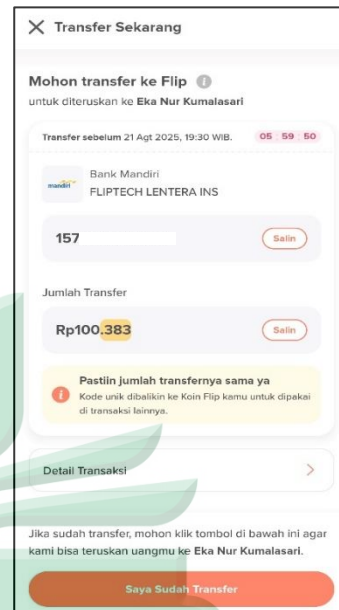 Transfer Sekarang
Mohon transfer ke Flip
untuk diteruskan ke Eka Nur Kumalasari
Transfer sebelum 21 Agt 2025, 19:30 WIB. 05 59 50
mandiri
Bank Mandiri
FLIPTECH LENTERA INS
157 Salin
Jumlah Transfer
Rp100.383 Salin
Pastiin jumlah transfernya sama ya
Kode unik dibalikin ke Koin Flip kamu untuk dipakai
di transaksi lainnya.
Detail Transaksi
Jika sudah transfer, mohon klik tombol di bawah ini agar
kami bisa teruskan uangmu ke Eka Nur Kumalasari.
Saya Sudah Transfer